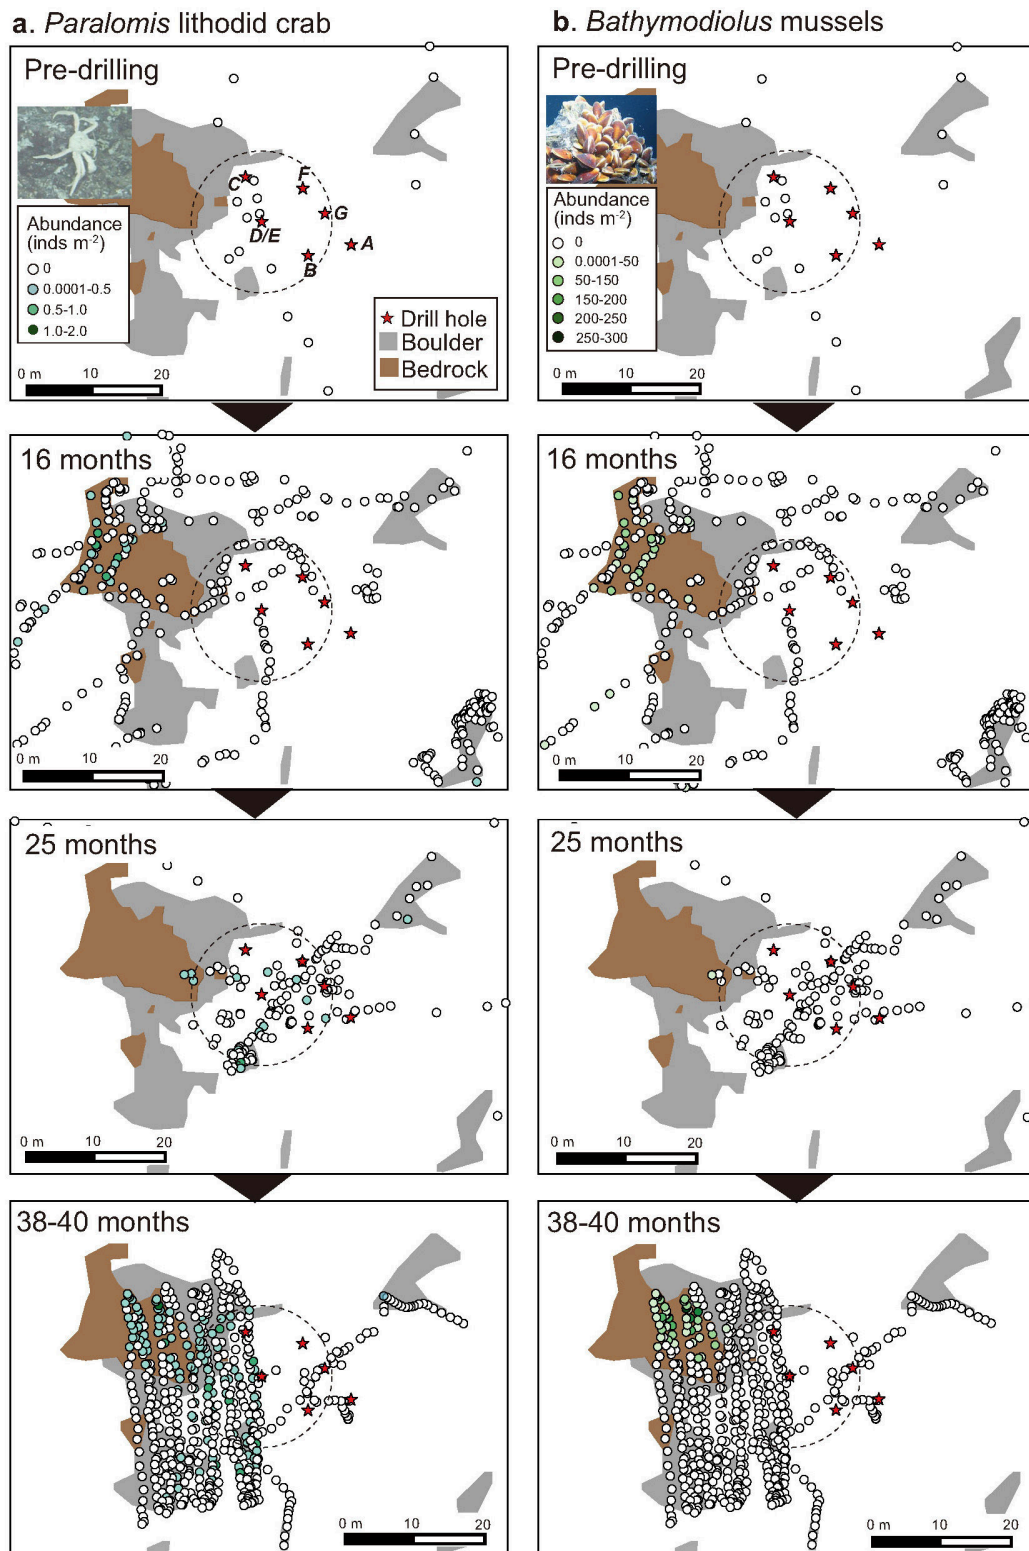 a. Paralomis lithodid crab
Pre-drilling
Abundance
(inds m⁻²)
0
0.0001-0.5
0.5-1.0
1.0-2.0
C
F
G
D/E
A
B
Drill hole
Boulder
Bedrock
0 m 10 20
16 months
0 m 10 20
25 months
0 m 10 20
38-40 months
0 m 10 20
b. Bathymodiolus mussels
Pre-drilling
Abundance
(inds m⁻²)
0
0.0001-50
50-150
150-200
200-250
250-300
0 m 10 20
16 months
0 m 10 20
25 months
0 m 10 20
38-40 months
0 m 10 20